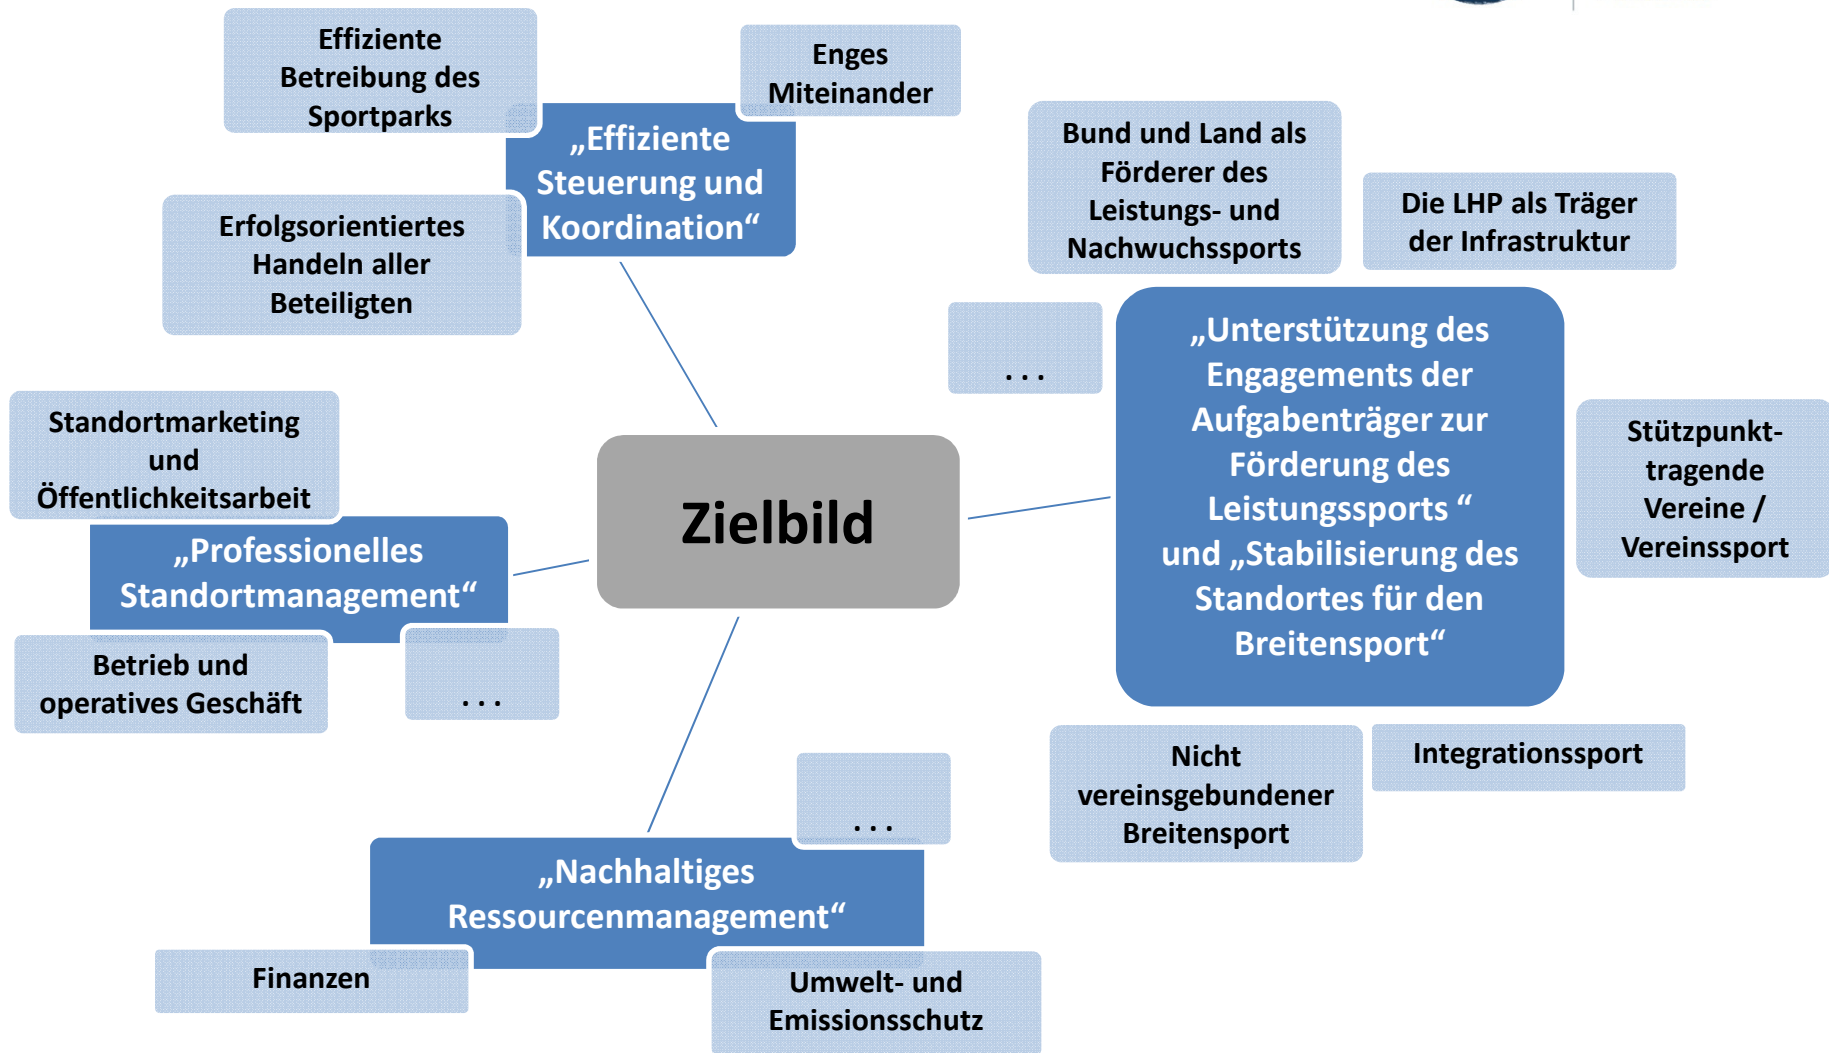 Effiziente
Betreibung des
Sportparks
Enges
Miteinander
„Effiziente
Steuerung und
Koordination“
Erfolgsorientiertes
Handeln aller
Beteiligten
Bund und Land als
Förderer des
Leistungs- und
Nachwuchssports
Die LHP als Träger
der Infrastruktur
. . .
„Unterstützung des
Engagements der
Aufgabenträger zur
Förderung des
Leistungssports “
und „Stabilisierung des
Standortes für den
Breitensport“
Stützpunkt-
tragende
Vereine /
Vereinssport
Standortmarketing
und
Öffentlichkeitsarbeit
Zielbild
„Professionelles
Standortmanagement“
Betrieb und
operatives Geschäft
. . .
Nicht
vereinsgebundener
Breitensport
Integrationssport
. . .
„Nachhaltiges
Ressourcenmanagement“
Finanzen
Umwelt- und
Emissionsschutz